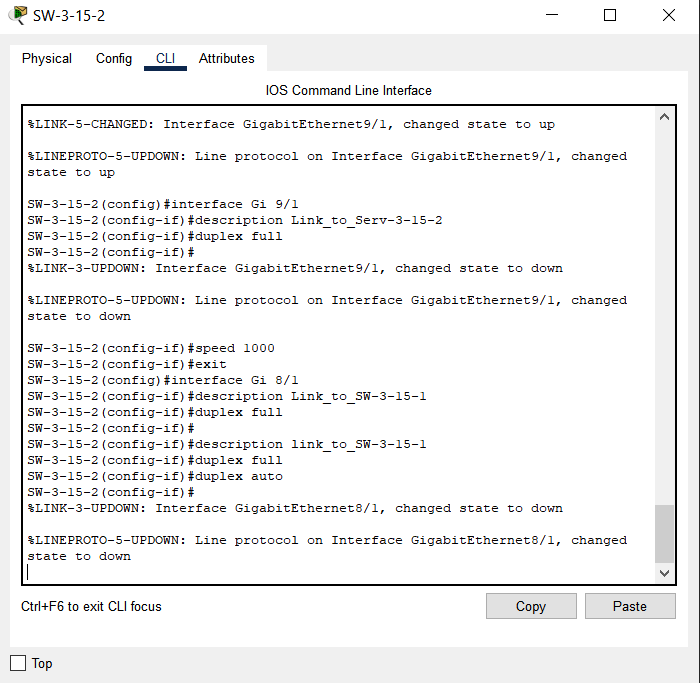 SW-3-15-2
Physical Config CLI Attributes
IOS Command Line Interface
%LINK-5-CHANGED: Interface GigabitEthernet9/1, changed state to up
%LINEPROTO-5-UPDOWN: Line protocol on Interface GigabitEthernet9/1, changed
state to up
SW-3-15-2(config)#interface Gi 9/1
SW-3-15-2(config-if)#description Link_to_Serv-3-15-2
SW-3-15-2(config-if)#duplex full
SW-3-15-2(config-if)#
%LINK-3-UPDOWN: Interface GigabitEthernet9/1, changed state to down
%LINEPROTO-5-UPDOWN: Line protocol on Interface GigabitEthernet9/1, changed
state to down
SW-3-15-2(config-if)#speed 1000
SW-3-15-2(config-if)#exit
SW-3-15-2(config)#interface Gi 8/1
SW-3-15-2(config-if)#description Link_to_SW-3-15-1
SW-3-15-2(config-if)#duplex full
SW-3-15-2(config-if)#
SW-3-15-2(config-if)#description link_to_SW-3-15-1
SW-3-15-2(config-if)#duplex full
SW-3-15-2(config-if)#duplex auto
SW-3-15-2(config-if)#
%LINK-3-UPDOWN: Interface GigabitEthernet8/1, changed state to down
%LINEPROTO-5-UPDOWN: Line protocol on Interface GigabitEthernet8/1, changed
state to down
Ctrl+F6 to exit CLI focus
Copy
Paste
Top